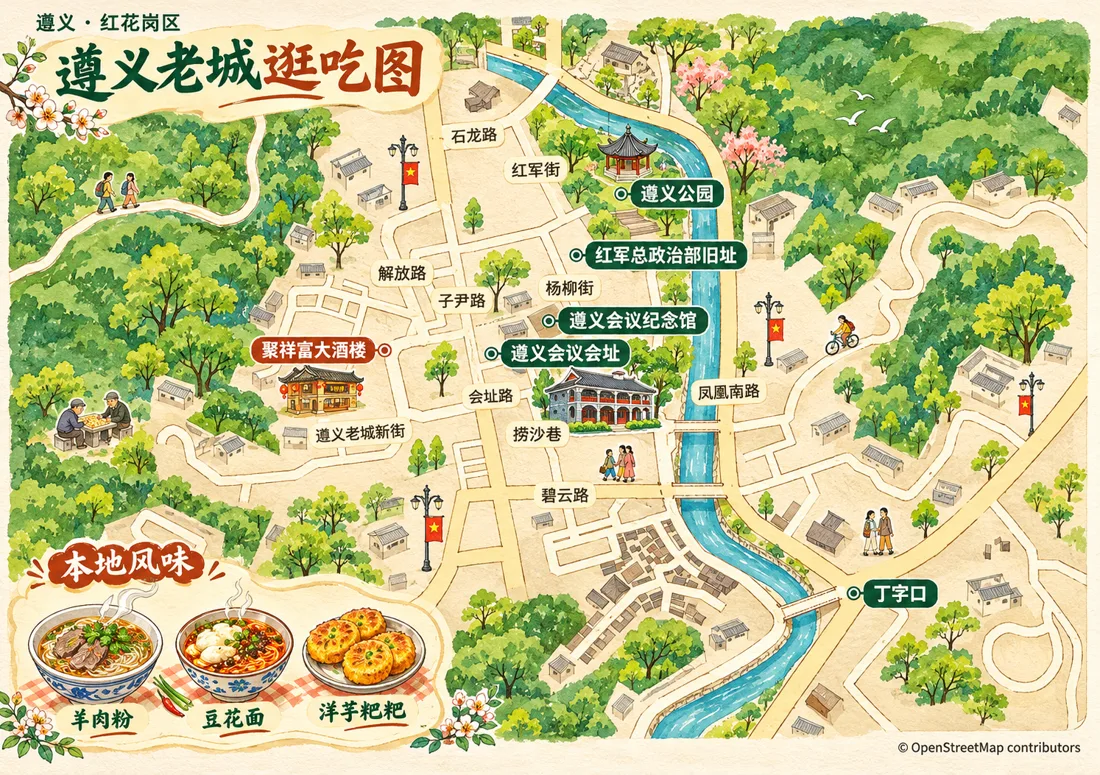 遵义·红花岗区
遵义老城逛吃图
石龙路
红军街
遵义公园
红军总政治部旧址
解放路
杨柳街
子尹路
遵义会议纪念馆
聚祥富大酒楼
遵义会议会址
凤凰南路
会址路
遵义老城新街
捞沙巷
碧云路
丁字口
本地风味
羊肉粉
豆花面
洋芋粑粑
© OpenStreetMap contributors